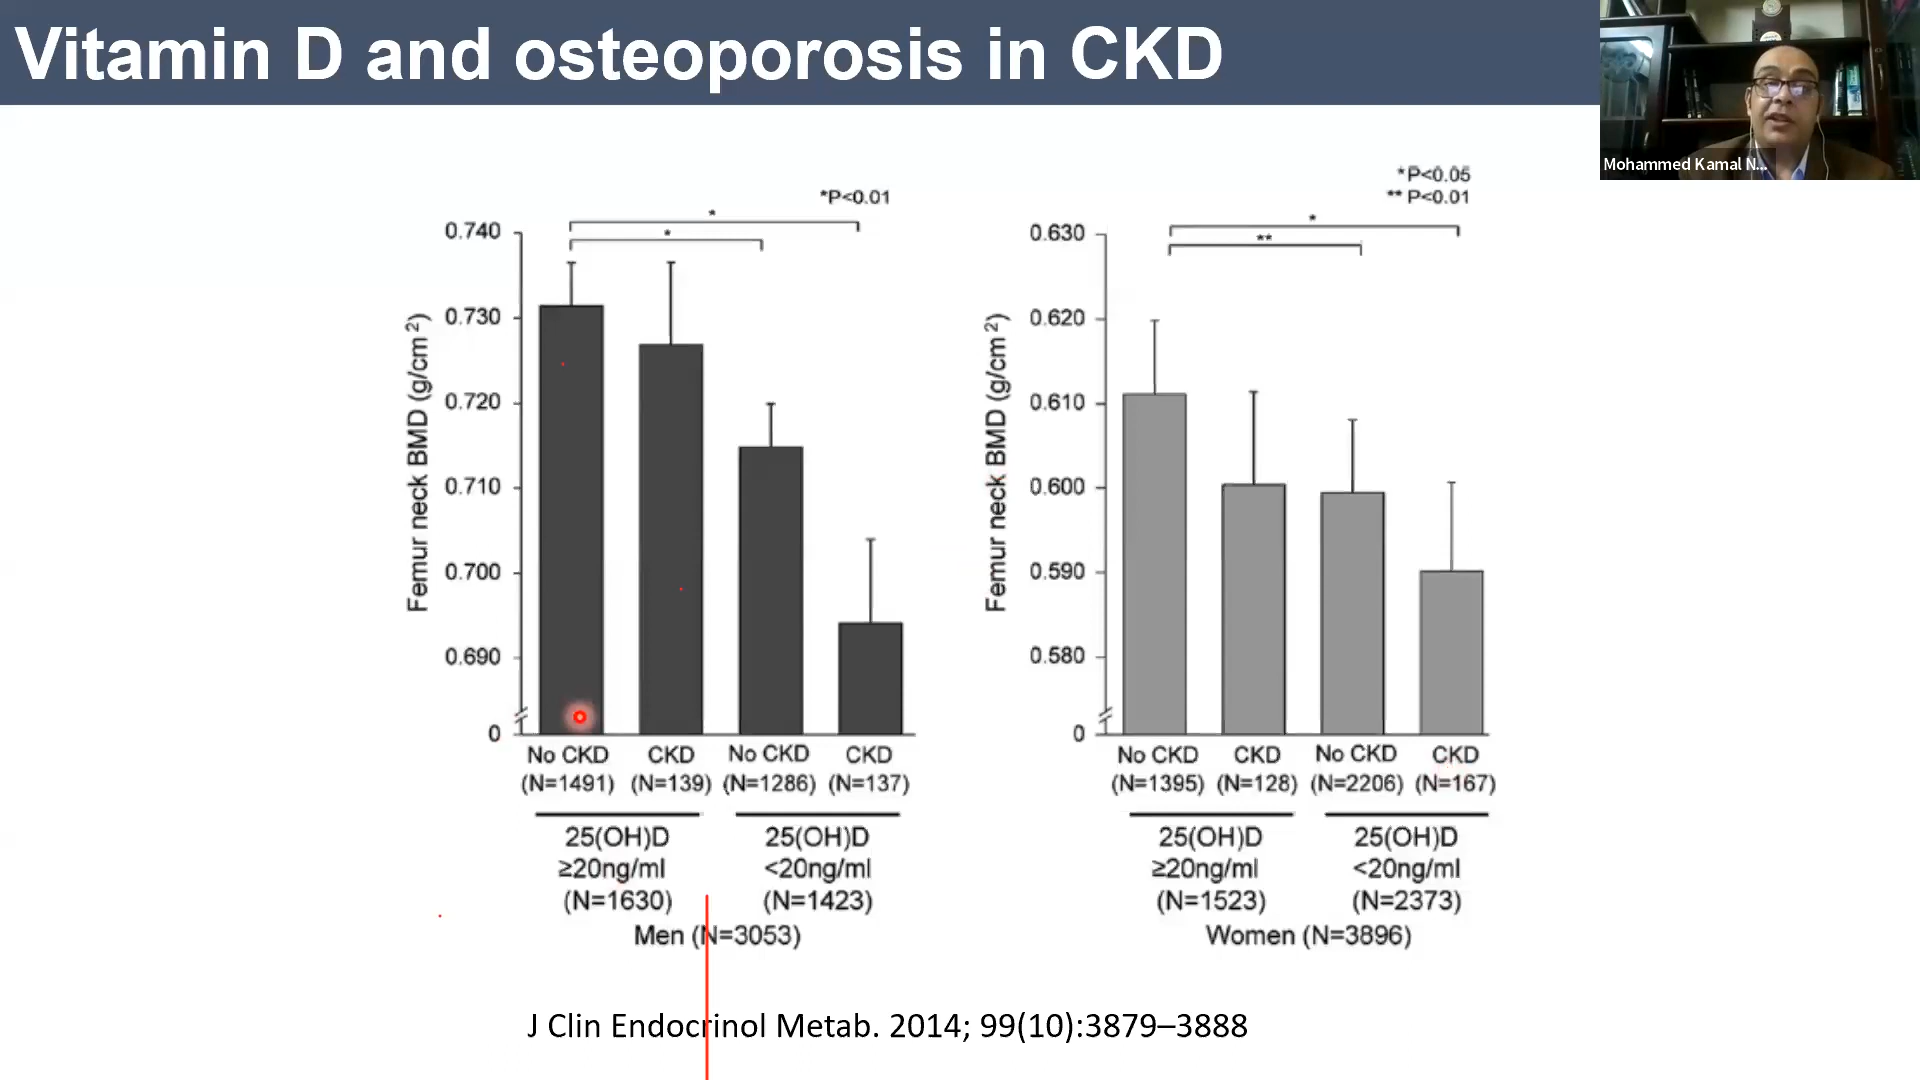 Vitamin D and osteoporosis in CKD
Mohammed Kamal N...
*P<0.01
*
*
0.740
0.730
0.720
0.710
0.700
0.690
0
Femur neck BMD (g/cm²)
No CKD CKD No CKD CKD
(N=1491) (N=139) (N=1286) (N=137)
25(OH)D 25(OH)D
≥20ng/ml <20ng/ml
(N=1630) (N=1423)
Men (N=3053)
*P<0.05
** P<0.01
*
**
0.630
0.620
0.610
0.600
0.590
0.580
0
Femur neck BMD (g/cm²)
No CKD CKD No CKD CKD
(N=1395) (N=128) (N=2206) (N=167)
25(OH)D 25(OH)D
≥20ng/ml <20ng/ml
(N=1523) (N=2373)
Women (N=3896)
J Clin Endocrinol Metab. 2014; 99(10):3879–3888